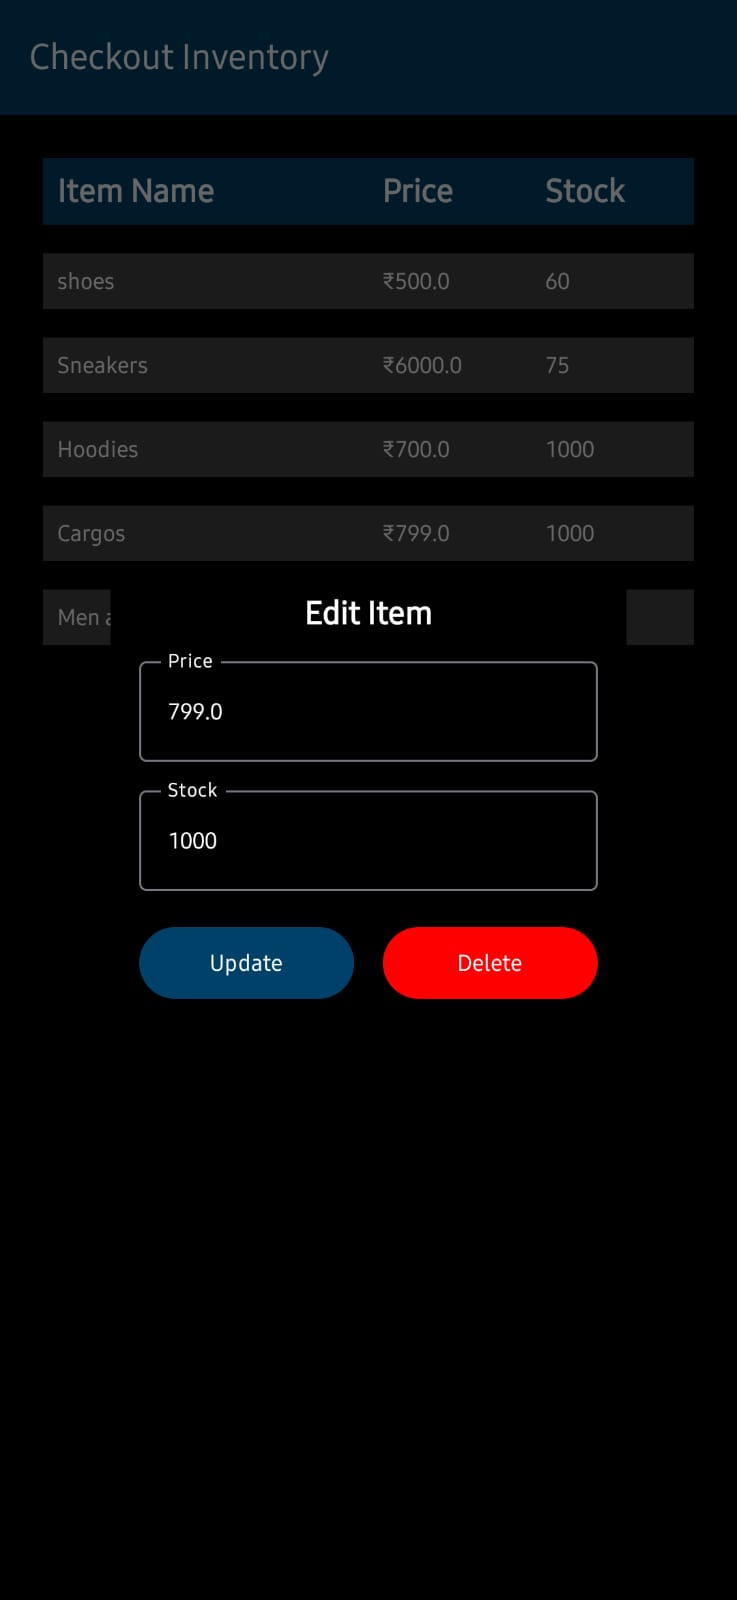 Checkout Inventory
Item Name Price Stock
shoes ₹500.0 60
Sneakers ₹6000.0 75
Hoodies ₹700.0 1000
Cargos ₹799.0 1000
Men
Edit Item
Price
799.0
Stock
1000
Update Delete